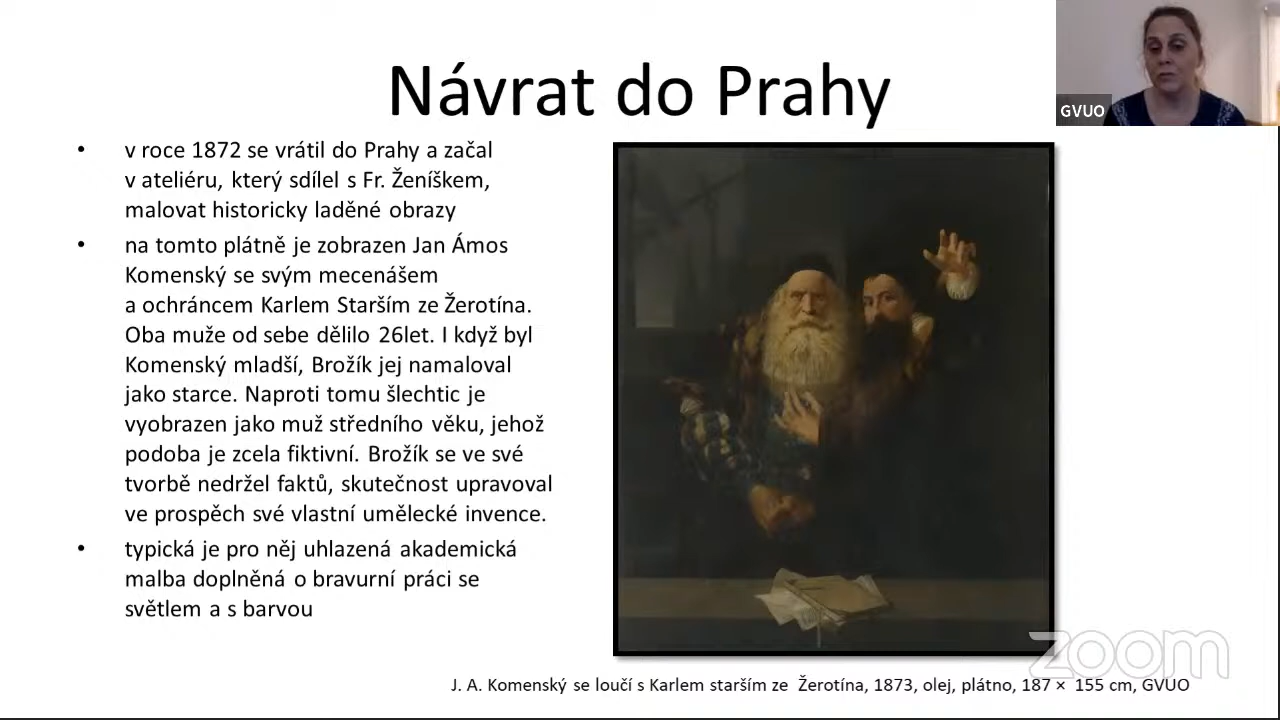 Návrat do Prahy
GVUO
• v roce 1872 se vrátil do Prahy a začal
v ateliéru, který sdílel s Fr. Ženíškem,
malovat historicky laděné obrazy
• na tomto plátně je zobrazen Jan Ámos
Komenský se svým mecenášem
a ochráncem Karlem Starším ze Žerotína.
Oba muže od sebe dělilo 26let. I když byl
Komenský mladší, Brožík jej namaloval
jako starce. Naproti tomu šlechtic je
vyobrazen jako muž středního věku, jehož
podoba je zcela fiktivní. Brožík se ve své
tvorbě nedržel faktů, skutečnost upravoval
ve prospěch své vlastní umělecké invence.
• typická je pro něj uhlazená akademická
malba doplněná o bravurní práci se
světlem a s barvou
zoom
J. A. Komenský se loučí s Karlem starším ze Žerotína, 1873, olej, plátno, 187 × 155 cm, GVUO